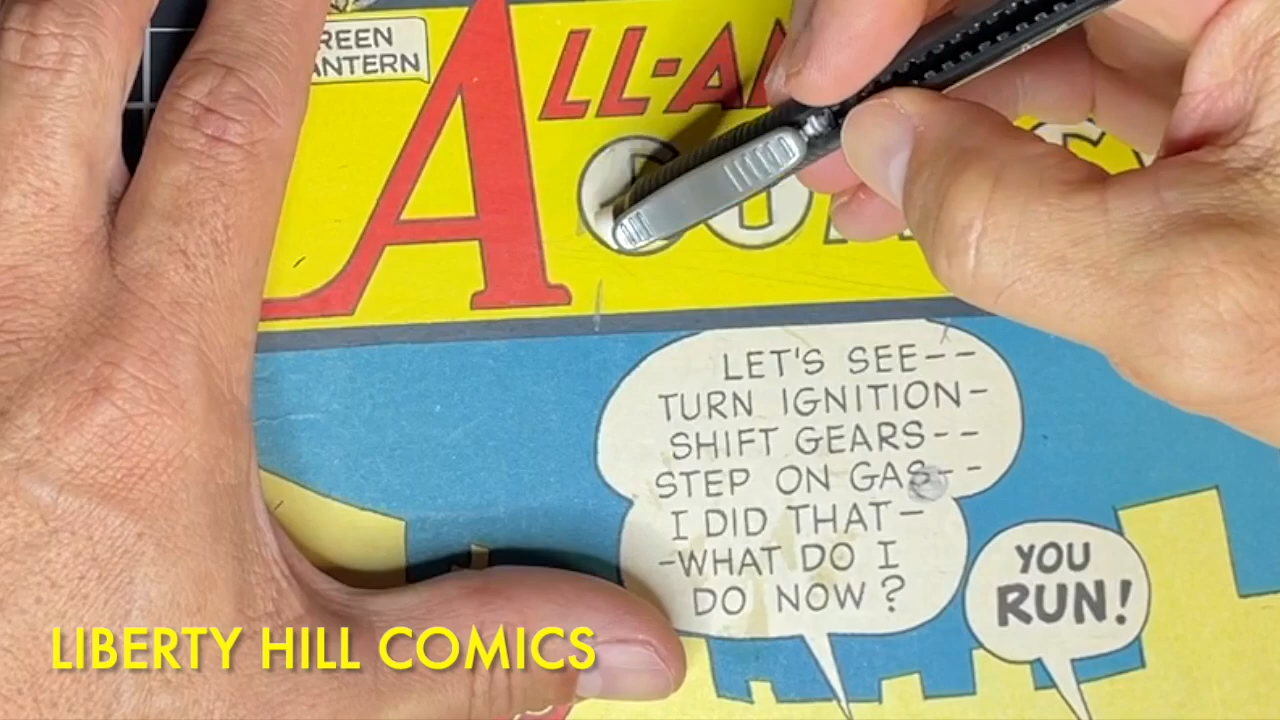 REEN
ANTERN
ALL-A
LET'S SEE--
TURN IGNITION-
SHIFT GEARS--
STEP ON GAS--
I DID THAT-
-WHAT DO I
DO NOW?
YOU
RUN!
LIBERTY HILL COMICS